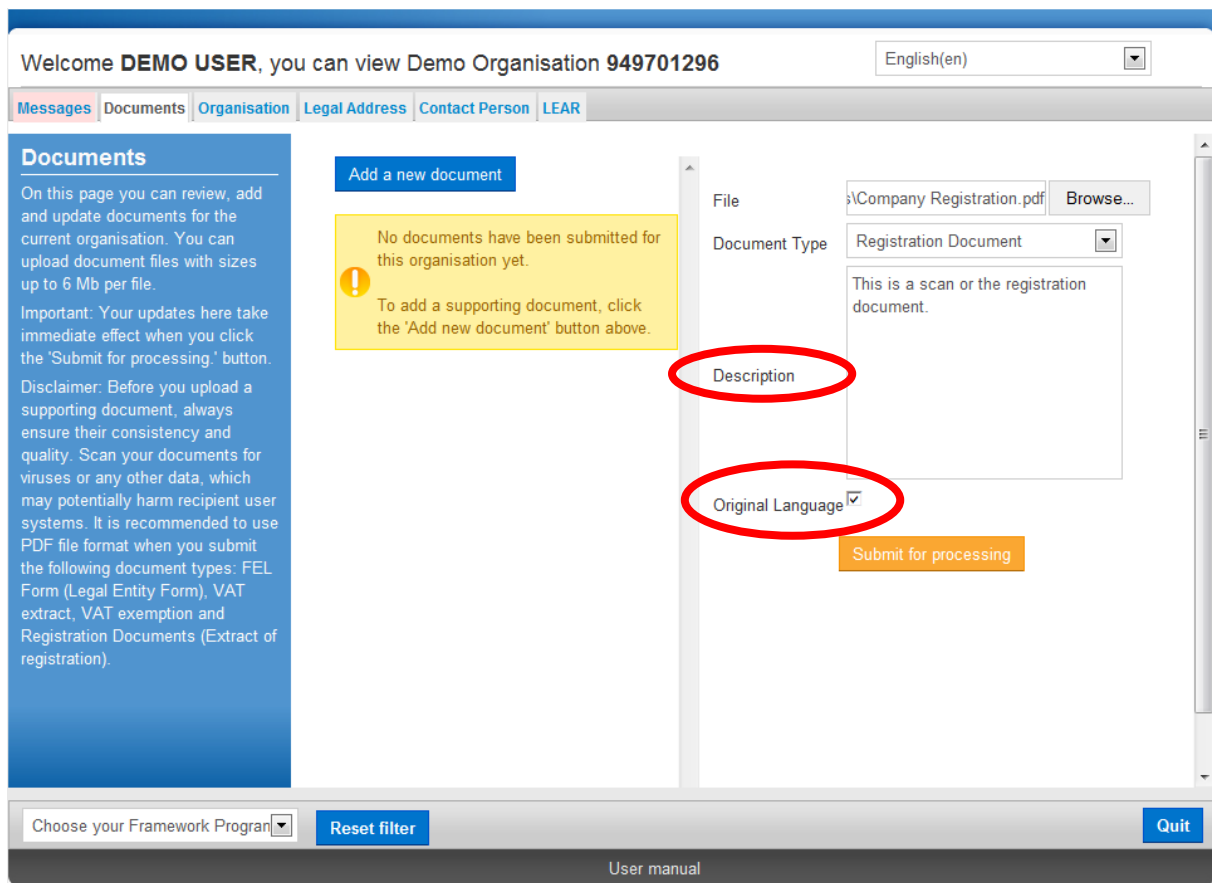 Welcome DEMO USER, you can view Demo Organisation 949701296
English(en)
Messages Documents Organisation Legal Address Contact Person LEAR
Documents
On this page you can review, add
and update documents for the
current organisation. You can
upload document files with sizes
up to 6 Mb per file.
Important: Your updates here take
immediate effect when you click
the 'Submit for processing.' button.
Disclaimer: Before you upload a
supporting document, always
ensure their consistency and
quality. Scan your documents for
viruses or any other data, which
may potentially harm recipient user
systems. It is recommended to use
PDF file format when you submit
the following document types: FEL
Form (Legal Entity Form), VAT
extract, VAT exemption and
Registration Documents (Extract of
registration).
Add a new document
No documents have been submitted for
this organisation yet.
To add a supporting document, click
the 'Add new document' button above.
File s\Company Registration.pdf Browse...
Document Type Registration Document
Description
This is a scan or the registration
document.
Original Language
Submit for processing
Choose your Framework Progran
Reset filter
Quit
User manual